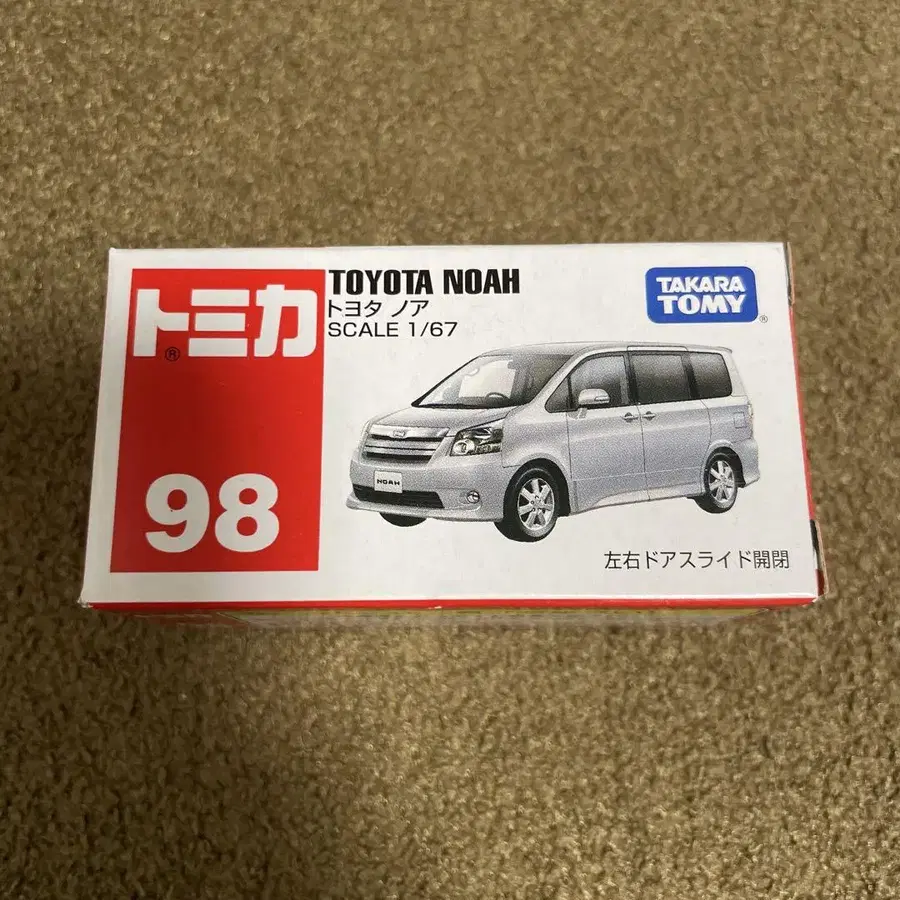 トミカ®
98
TOYOTA NOAH
トヨタ ノア
SCALE 1/67
TAKARA
TOMY®
NOAH
左右ドアスライド開閉